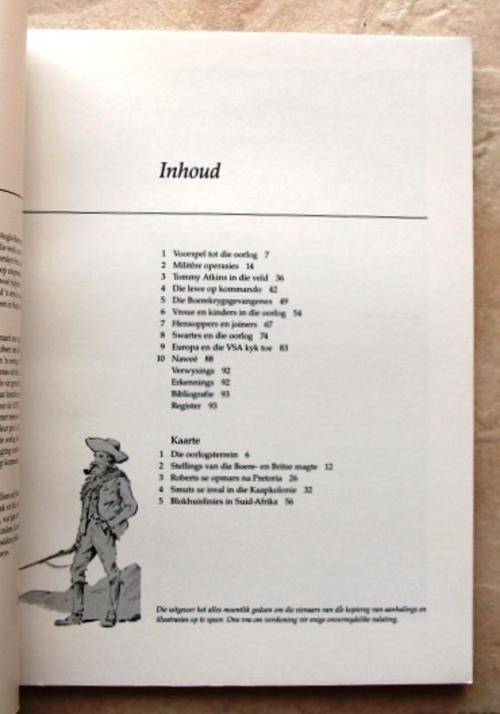 Inhoud
1 Voorspel tot die oorlog 7
2 Militêre operasies 14
3 Tommy Atkins in die veld 36
4 Die lewe op kommando 42
5 Die Boerekrygsgevangenes 49
6 Vroue en kinders in die oorlog 54
7 Hensoppers en joiners 67
8 Swartes en die oorlog 74
9 Europa en die VSA kyk toe 83
10 Naweë 88
Verwysings 92
Erkennings 92
Bibliografie 93
Register 93
Kaarte
1 Die oorlogsterrein 6
2 Stellings van die Boere- en Britse magte 12
3 Roberts se opmars na Pretoria 26
4 Smuts se inval in die Kaapkolonie 32
5 Blokhuislinies in Suid-Afrika 56
Die uitgewer het alles moontlik gedoen om die eienaars van die kopiereg van aanhalings en
illustrasies op te spoor. Ons vra om verskoning vir enige onvermydelike nalating.